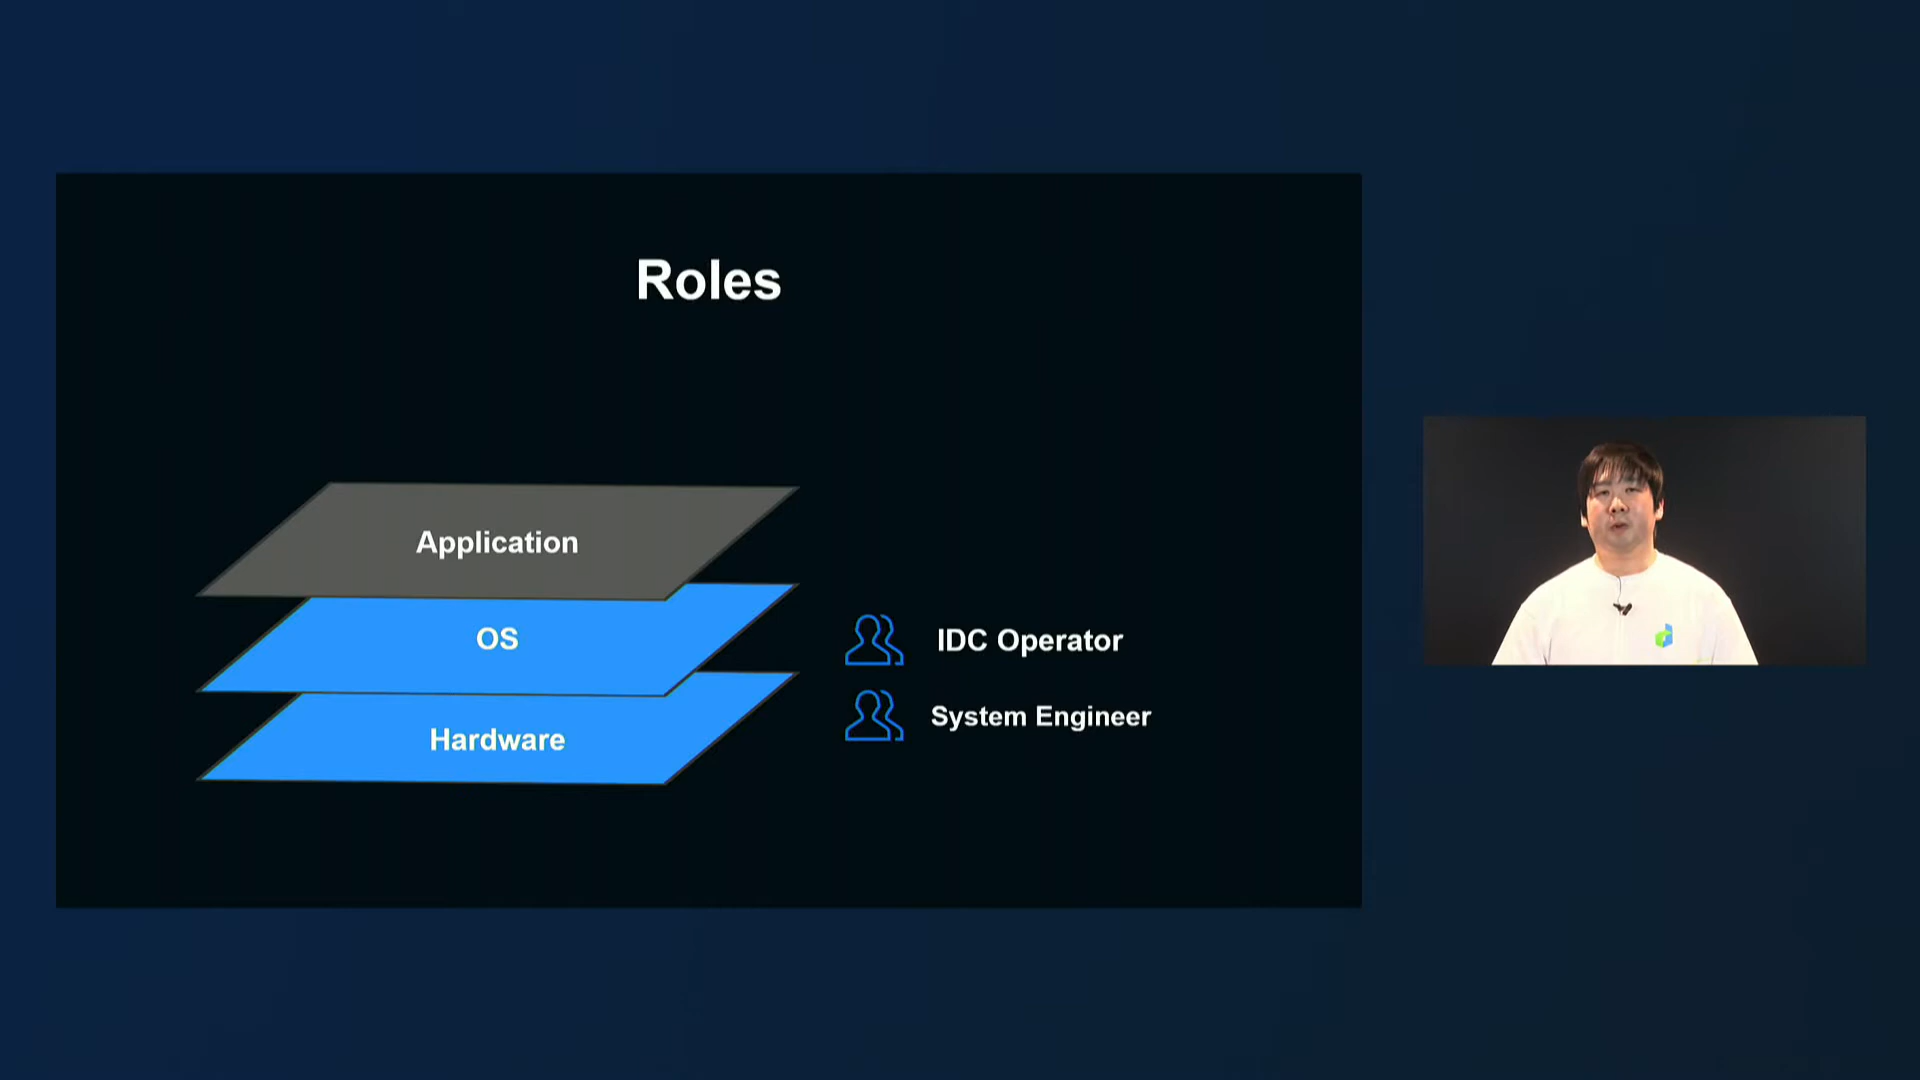 Roles
Application
OS
Hardware
IDC Operator
System Engineer